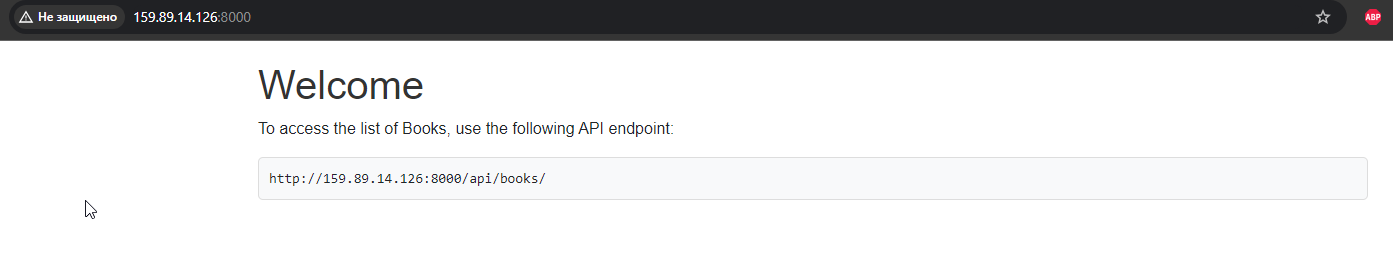 Не защищено 159.89.14.126:8000 ABP
Welcome
To access the list of Books, use the following API endpoint:
http://159.89.14.126:8000/api/books/